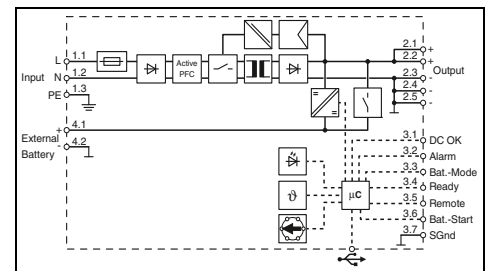 L 1.1
Input N 1.2
PE 1.3
Active
PFC
2.1 +
2.2 +
Output
2.3 -
2.4 -
2.5 -
+ 4.1
External
Battery - 4.2
ϑ
µC
= =
3.1 DC OK
3.2 Alarm
3.3 Bat.-Mode
3.4 Ready
3.5 Remote
3.6 Bat.-Start
3.7 SGnd